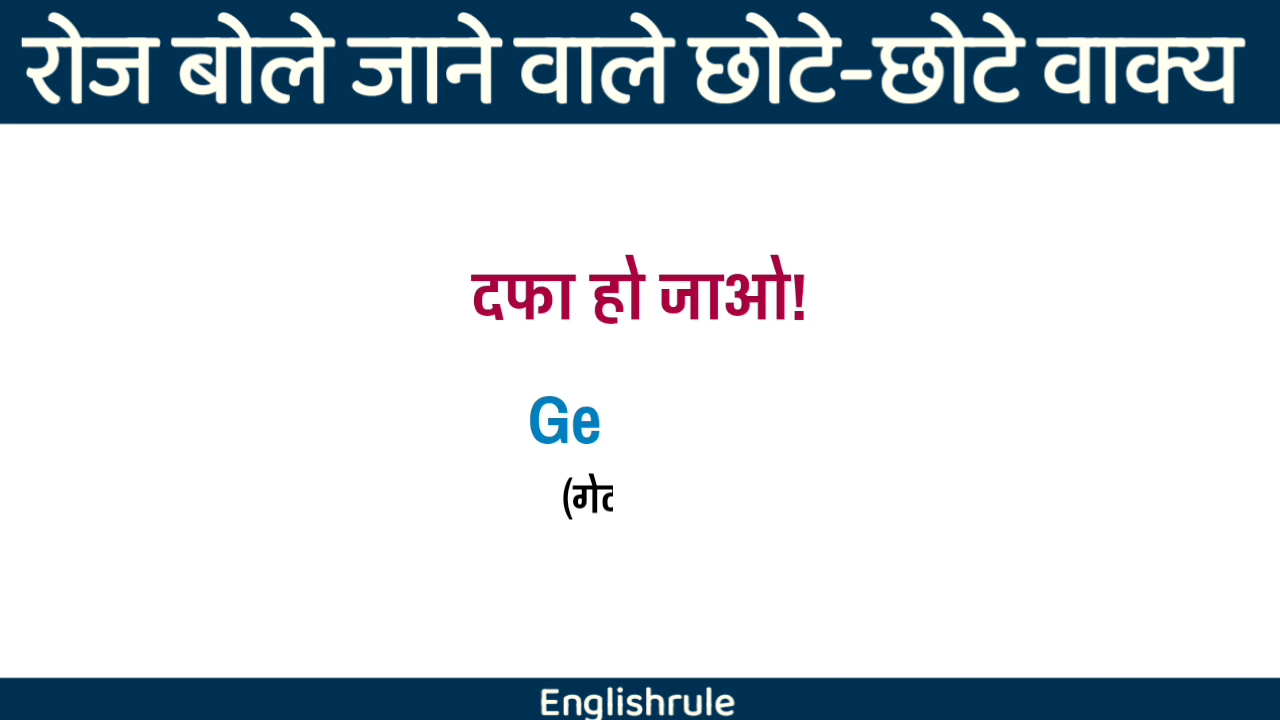 रोज बोले जाने वाले छोटे-छोटे वाक्य
दफा हो जाओ!
Ge
(गे
Englishrule